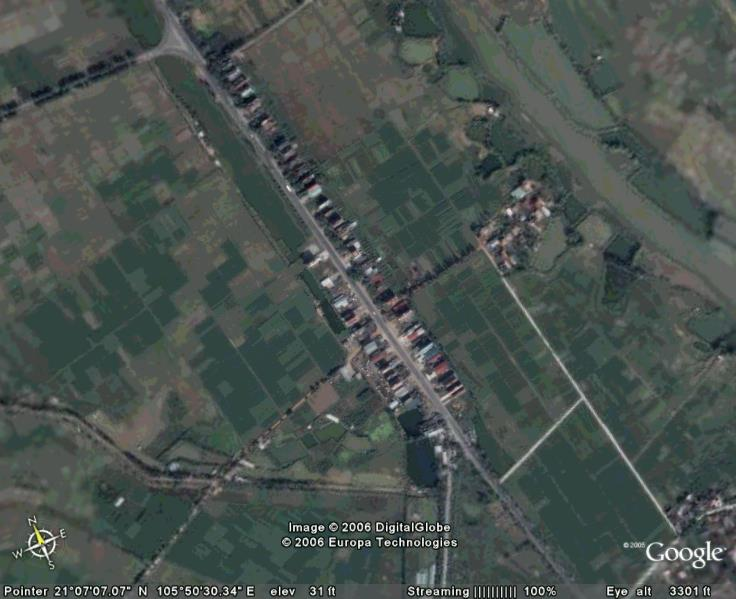 N
W E
S
Image © 2006 DigitalGlobe
© 2006 Europa Technologies
© 2005 Google
Pointer 21°07'07.07" N 105°50'30.34" E elev 31 ft Streaming |||||||||| 100% Eye alt 3301 ft